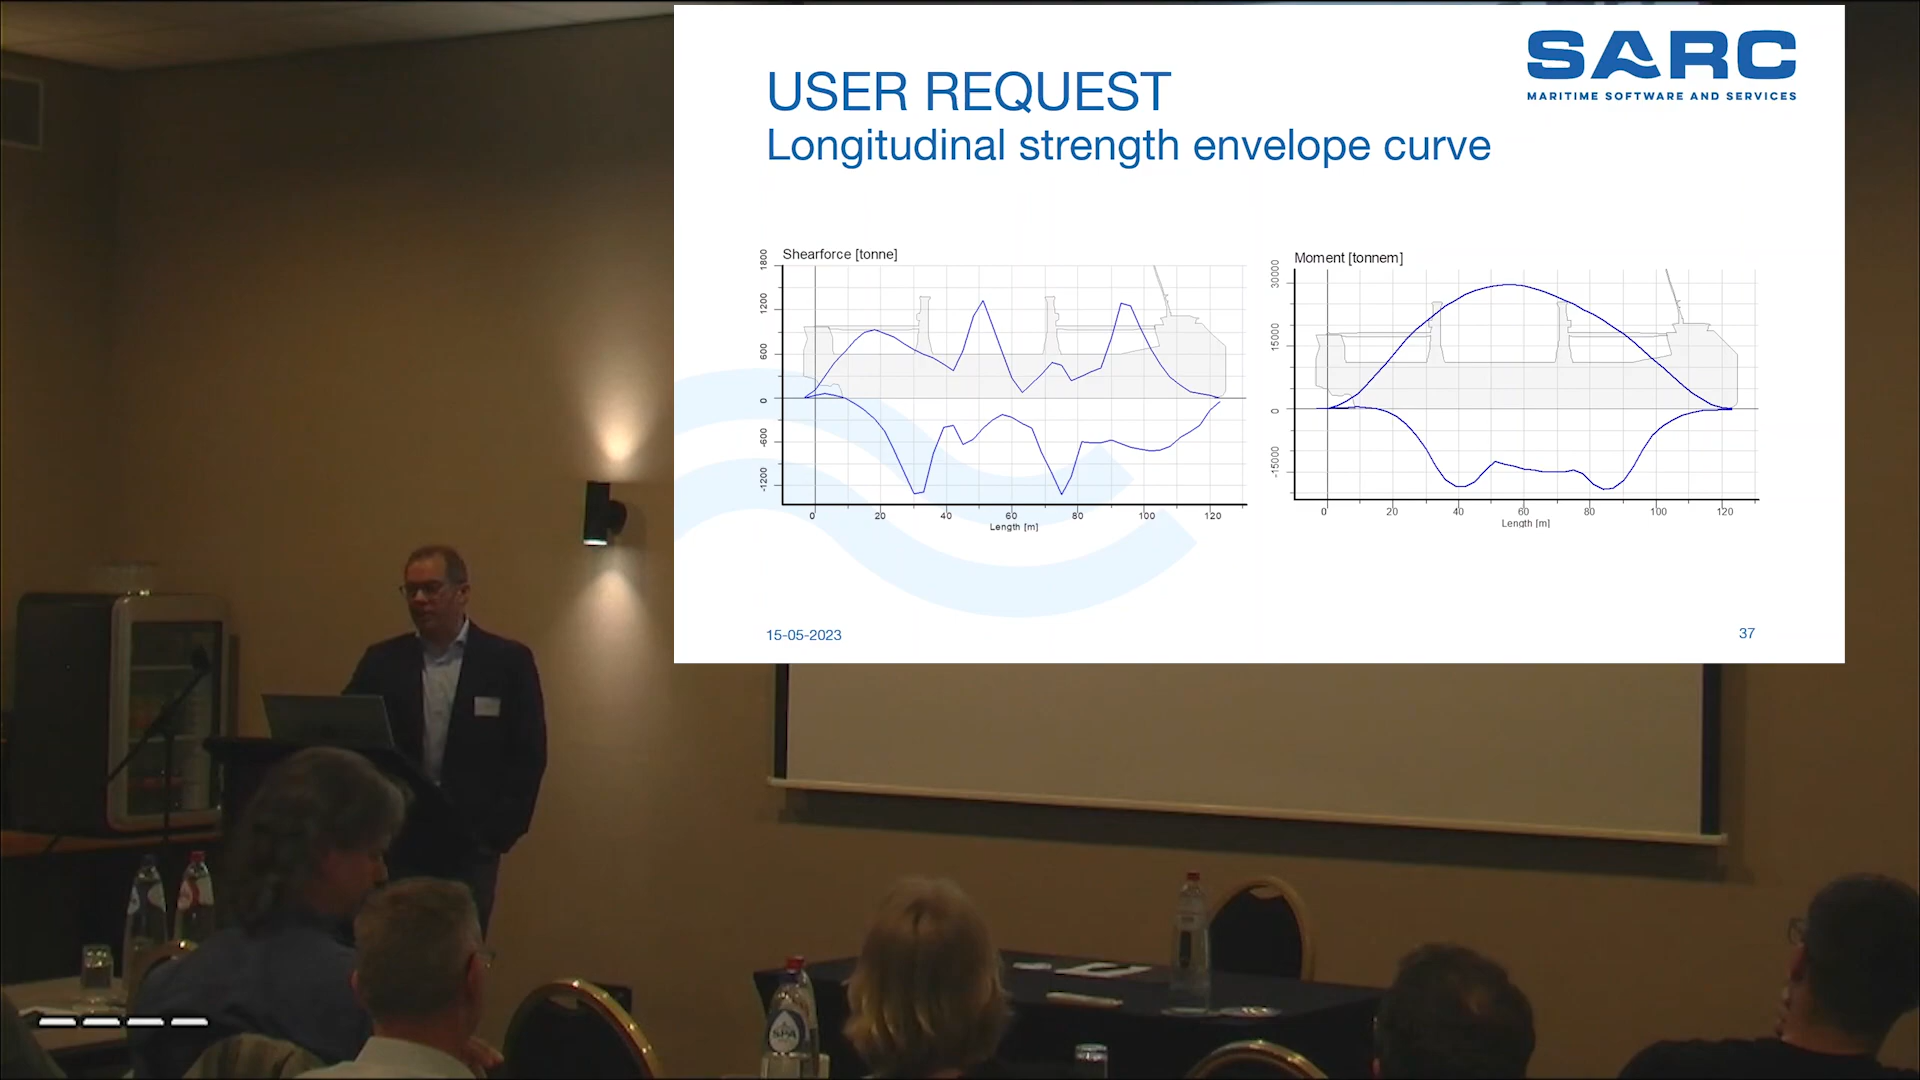 SARC
MARITIME SOFTWARE AND SERVICES
USER REQUEST
Longitudinal strength envelope curve
Shearforce [tonne]
1800
1200
600
0
-600
-1200
0 20 40 60 80 100 120
Length [m]
Moment [tonnem]
30000
15000
0
-15000
0 20 40 60 80 100 120
Length [m]
15-05-2023
37
SPA